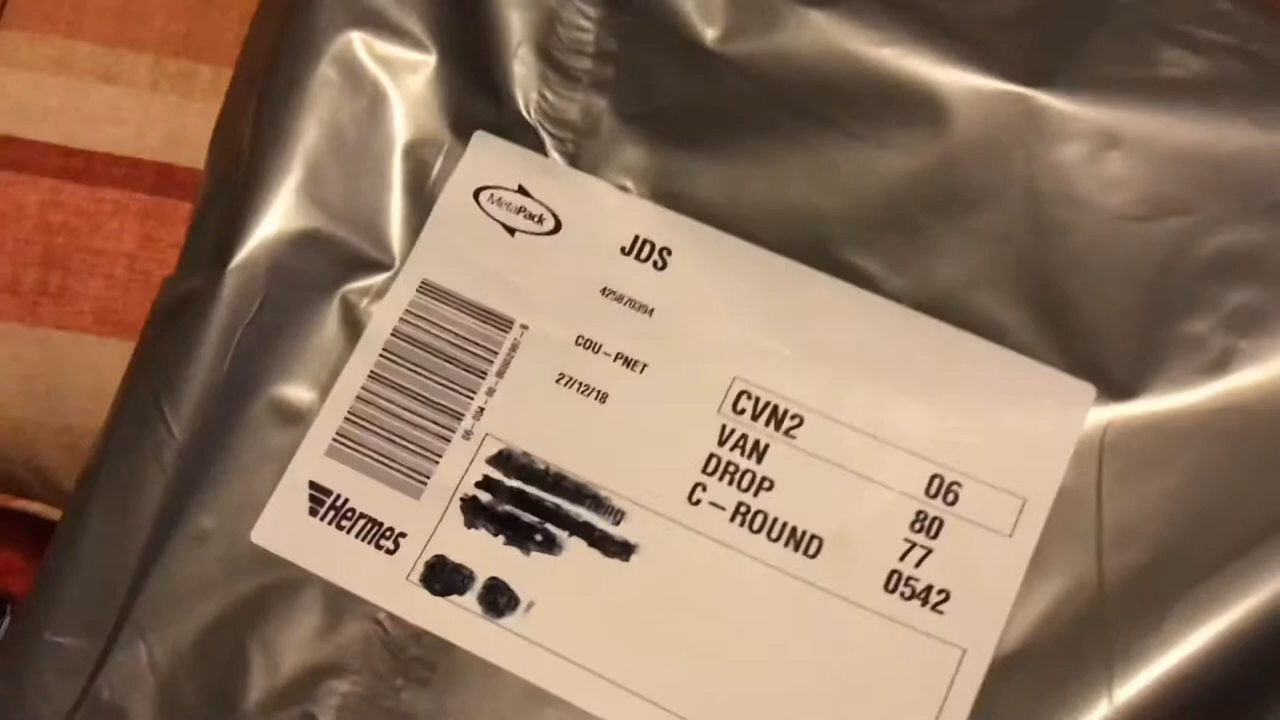 MetaPack
JDS
425870394
COU-PNET
27/12/18
CVN2 06
VAN 80
DROP 77
C-ROUND 0542
Hermes